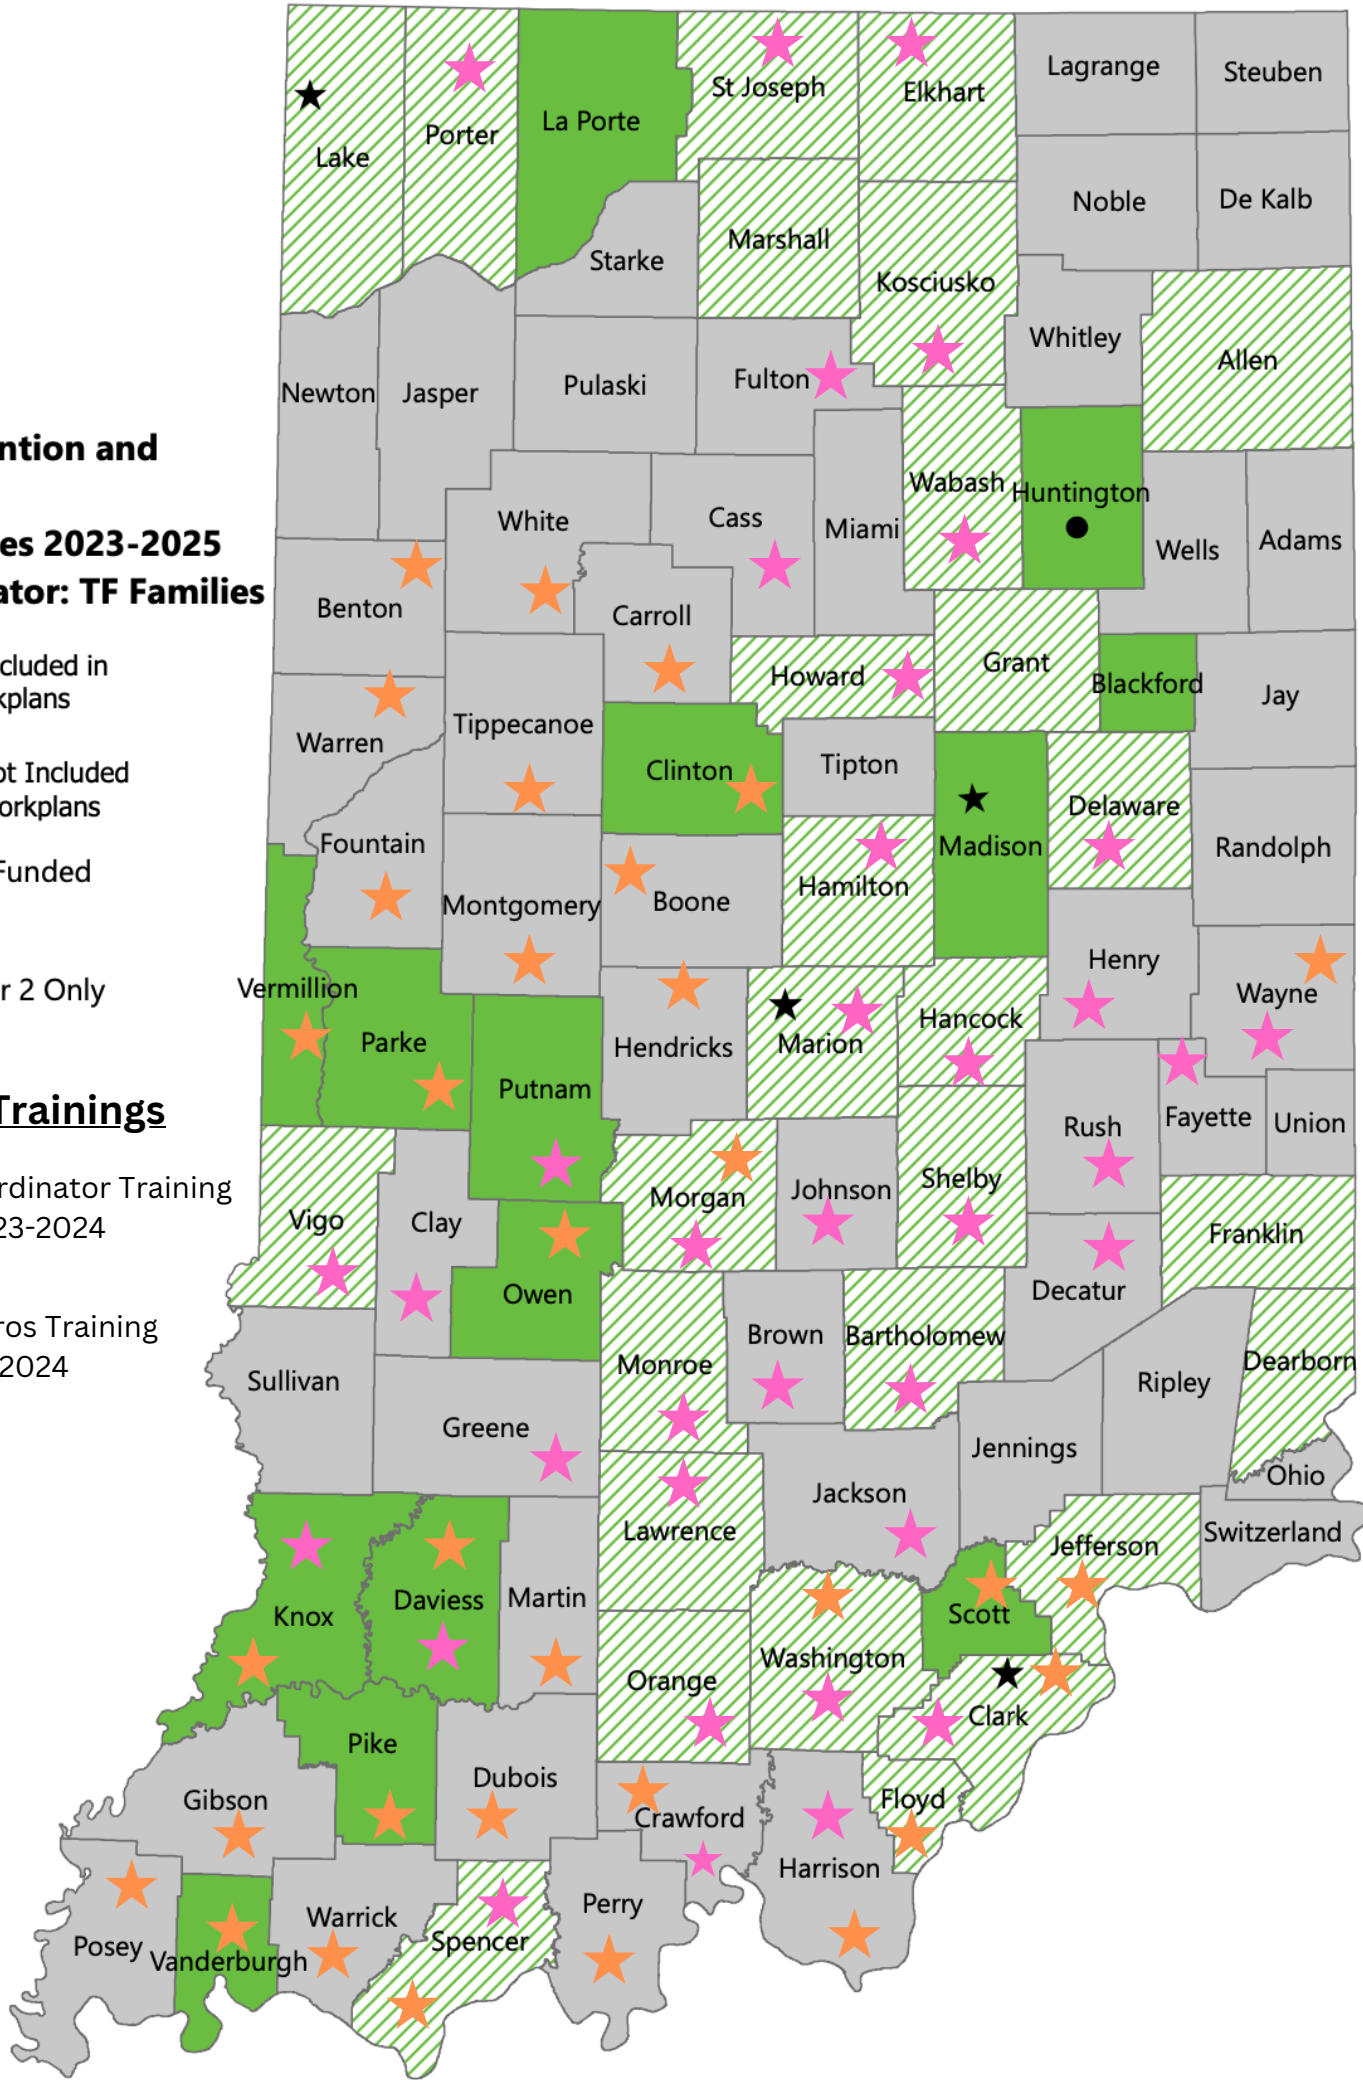 ntion and
es 2023-2025
ator: TF Families
cluded in
kplans
ot Included
orkplans
Funded
r 2 Only
Trainings
rdinator Training
23-2024
ros Training
2024
Lake
Porter
La Porte
St Joseph
Elkhart
Lagrange
Steuben
Noble
De Kalb
Starke
Marshall
Kosciusko
Whitley
Allen
Newton
Jasper
Pulaski
Fulton
Wabash
Huntington
White
Cass
Miami
Wells
Adams
Benton
Carroll
Howard
Grant
Blackford
Jay
Warren
Tippecanoe
Clinton
Tipton
Madison
Delaware
Randolph
Fountain
Montgomery
Boone
Hamilton
Henry
Wayne
Vermillion
Parke
Putnam
Hendricks
Marion
Hancock
Rush
Fayette
Union
Vigo
Clay
Owen
Morgan
Johnson
Shelby
Decatur
Franklin
Sullivan
Greene
Monroe
Brown
Bartholomew
Ripley
Dearborn
Jennings
Ohio
Jackson
Lawrence
Switzerland
Jefferson
Knox
Daviess
Martin
Scott
Orange
Washington
Clark
Pike
Gibson
Dubois
Crawford
Floyd
Harrison
Posey
Vanderburgh
Warrick
Spencer
Perry